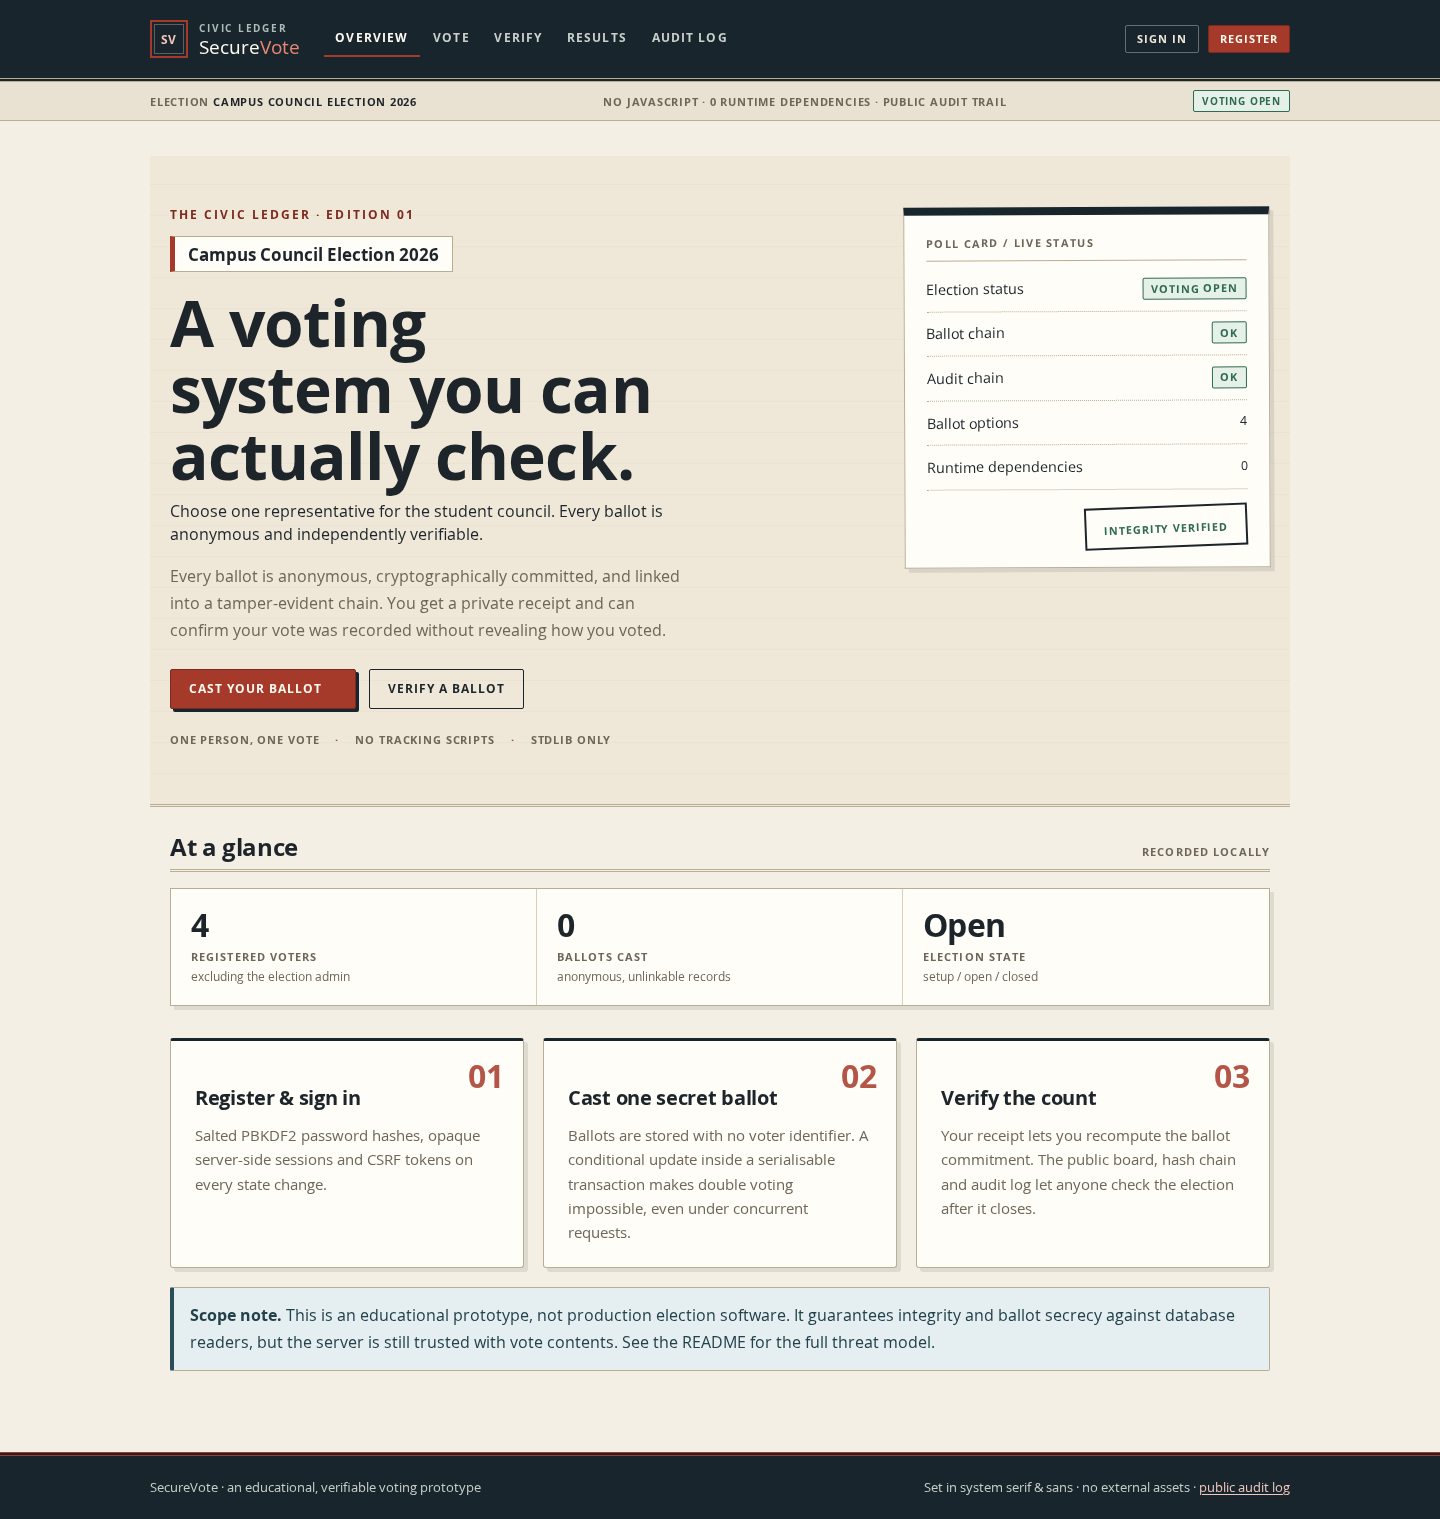 SV
CIVIC LEDGER
SecureVote
OVERVIEW
VOTE
VERIFY
RESULTS
AUDIT LOG
SIGN IN
REGISTER
ELECTION CAMPUS COUNCIL ELECTION 2026
NO JAVASCRIPT · 0 RUNTIME DEPENDENCIES · PUBLIC AUDIT TRAIL
VOTING OPEN
THE CIVIC LEDGER · EDITION 01
Campus Council Election 2026
A voting
system you can
actually check.
Choose one representative for the student council. Every ballot is
anonymous and independently verifiable.
Every ballot is anonymous, cryptographically committed, and linked
into a tamper-evident chain. You get a private receipt and can
confirm your vote was recorded without revealing how you voted.
CAST YOUR BALLOT
VERIFY A BALLOT
ONE PERSON, ONE VOTE · NO TRACKING SCRIPTS · STDLIB ONLY
POLL CARD / LIVE STATUS
Election status
VOTING OPEN
Ballot chain
OK
Audit chain
OK
Ballot options
4
Runtime dependencies
0
INTEGRITY VERIFIED
At a glance
RECORDED LOCALLY
4
REGISTERED VOTERS
excluding the election admin
0
BALLOTS CAST
anonymous, unlinkable records
Open
ELECTION STATE
setup / open / closed
01
Register & sign in
Salted PBKDF2 password hashes, opaque
server-side sessions and CSRF tokens on
every state change.
02
Cast one secret ballot
Ballots are stored with no voter identifier. A
conditional update inside a serialisable
transaction makes double voting
impossible, even under concurrent
requests.
03
Verify the count
Your receipt lets you recompute the ballot
commitment. The public board, hash chain
and audit log let anyone check the election
after it closes.
Scope note. This is an educational prototype, not production election software. It guarantees integrity and ballot secrecy against database
readers, but the server is still trusted with vote contents. See the README for the full threat model.
SecureVote · an educational, verifiable voting prototype
Set in system serif & sans · no external assets · public audit log